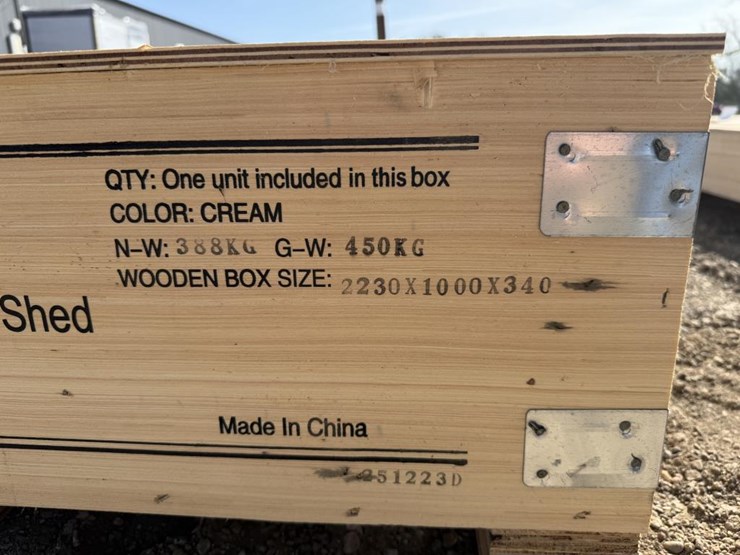 QTY: One unit included in this box
COLOR: CREAM
N-W: 388KG G-W: 450KG
WOODEN BOX SIZE: 2230X1000X340
Shed
Made In China
251223D